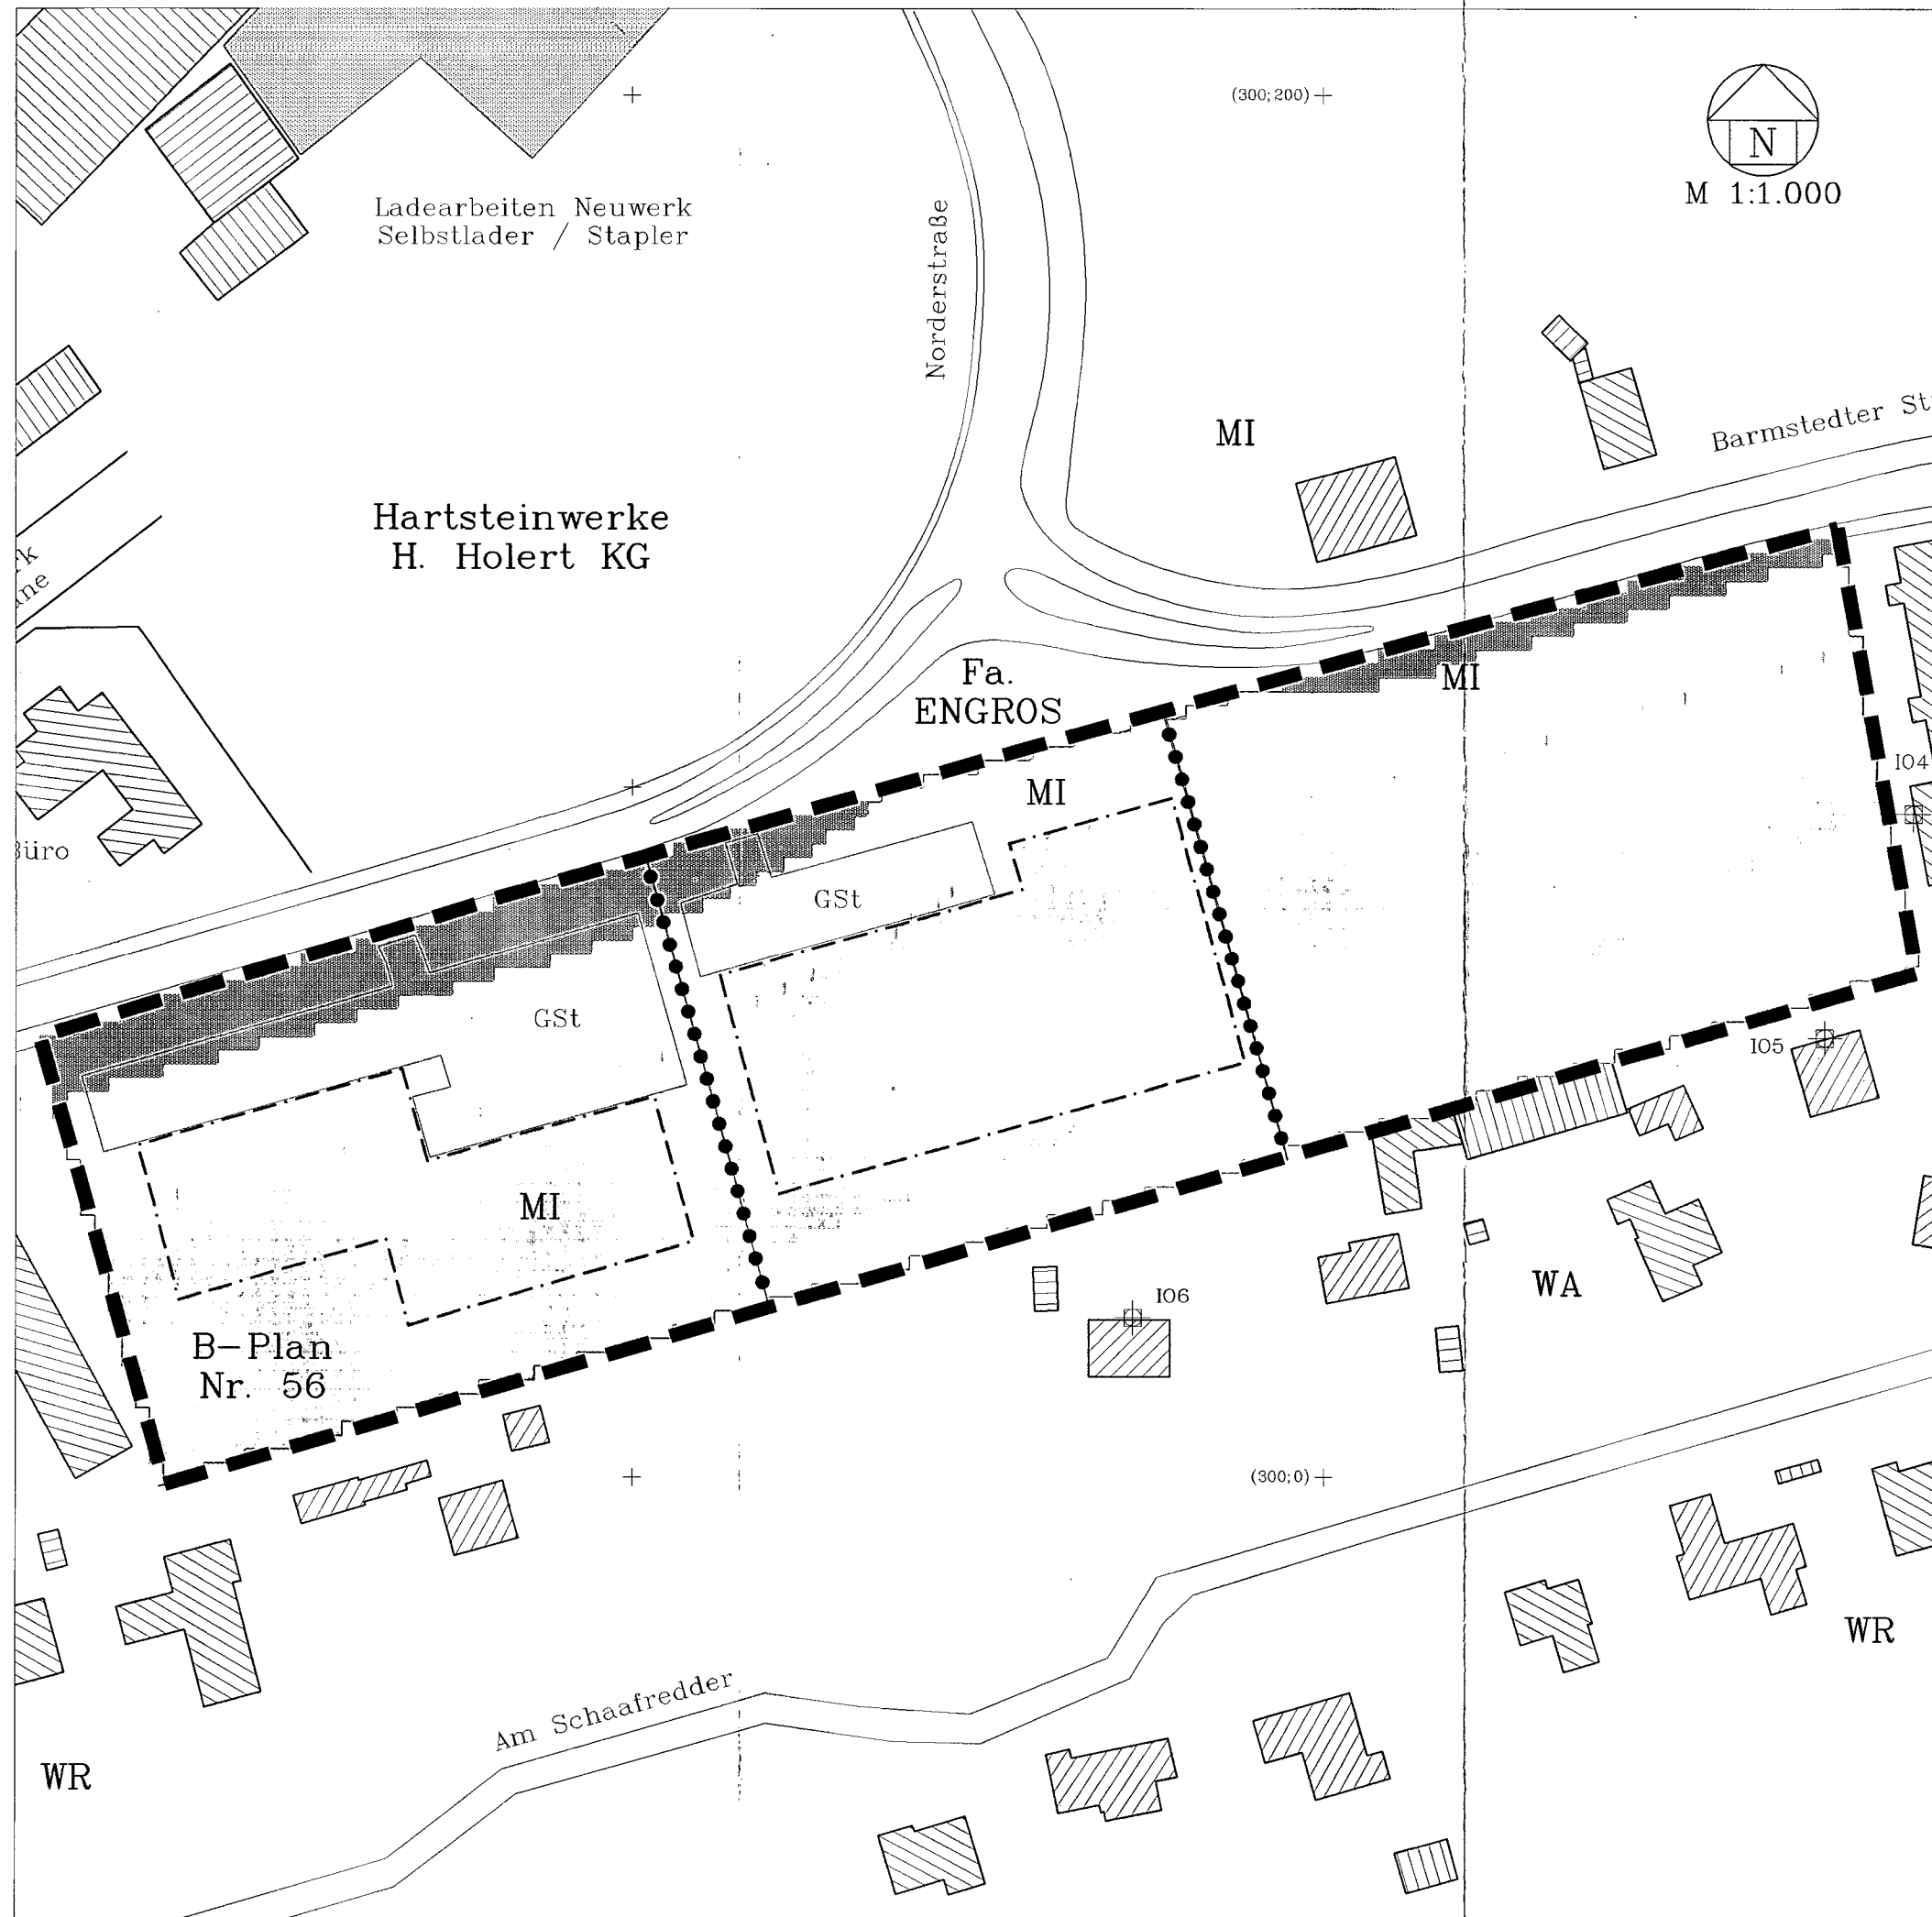 (300;200)
N
M 1:1.000
Ladearbeiten Neuwerk
Selbstlader / Stapler
Norderstraße
MI
Barmstedter St
Hartsteinwerke
H. Holert KG
Fa.
ENGROS
MI
MI
I04
Büro
GSt
GSt
I05
MI
WA
I06
B-Plan
Nr. 56
(300;0)
WR
Am Schaafredder
WR